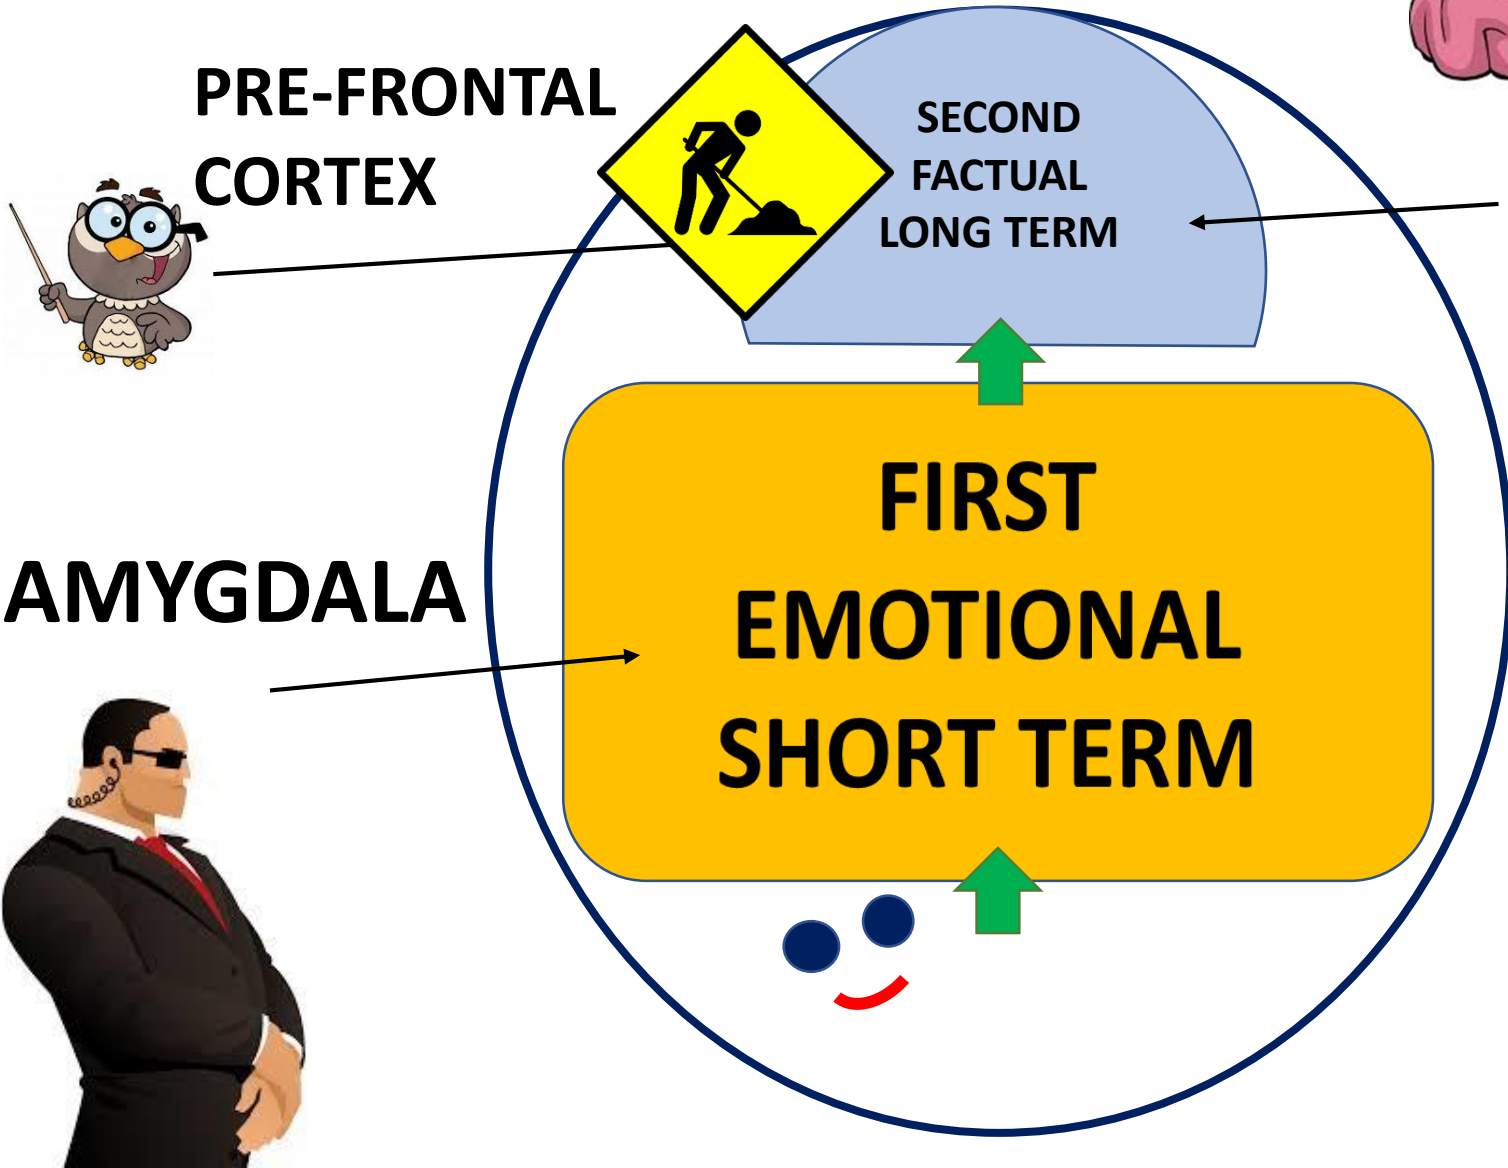 PRE-FRONTAL
CORTEX
SECOND
FACTUAL
LONG TERM
FIRST
EMOTIONAL
SHORT TERM
AMYGDALA